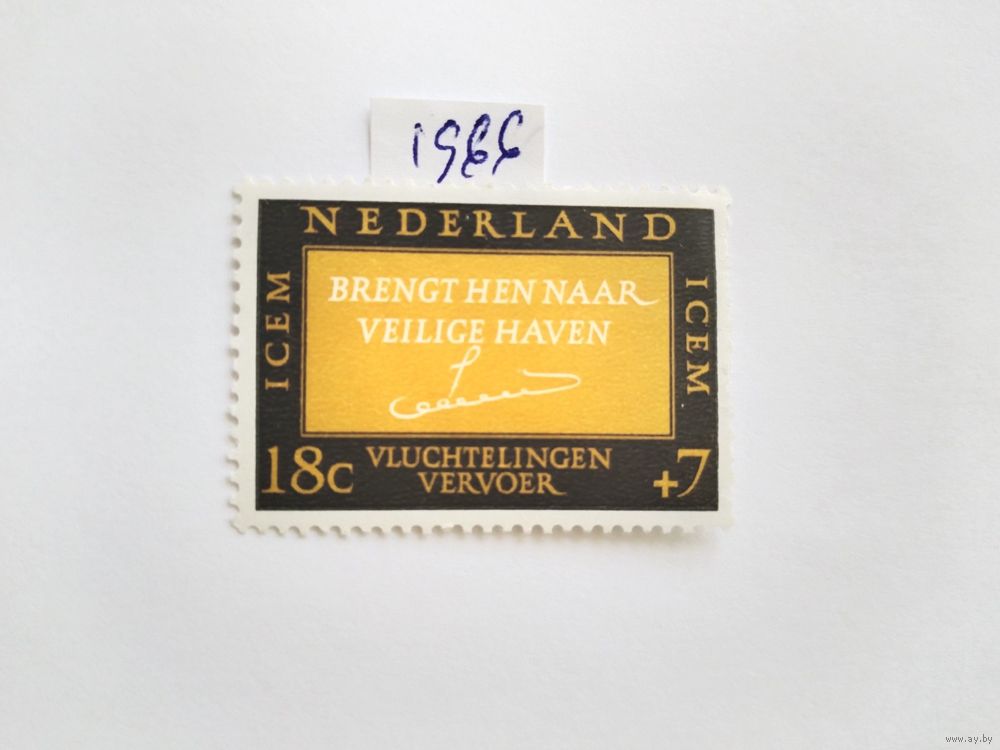 1966
NEDERLAND
ICEM
BRENGT HEN NAAR
VEILIGE HAVEN
ICEM
18c
VLUCHTELINGEN
VERVOER
+7
www.ay.by